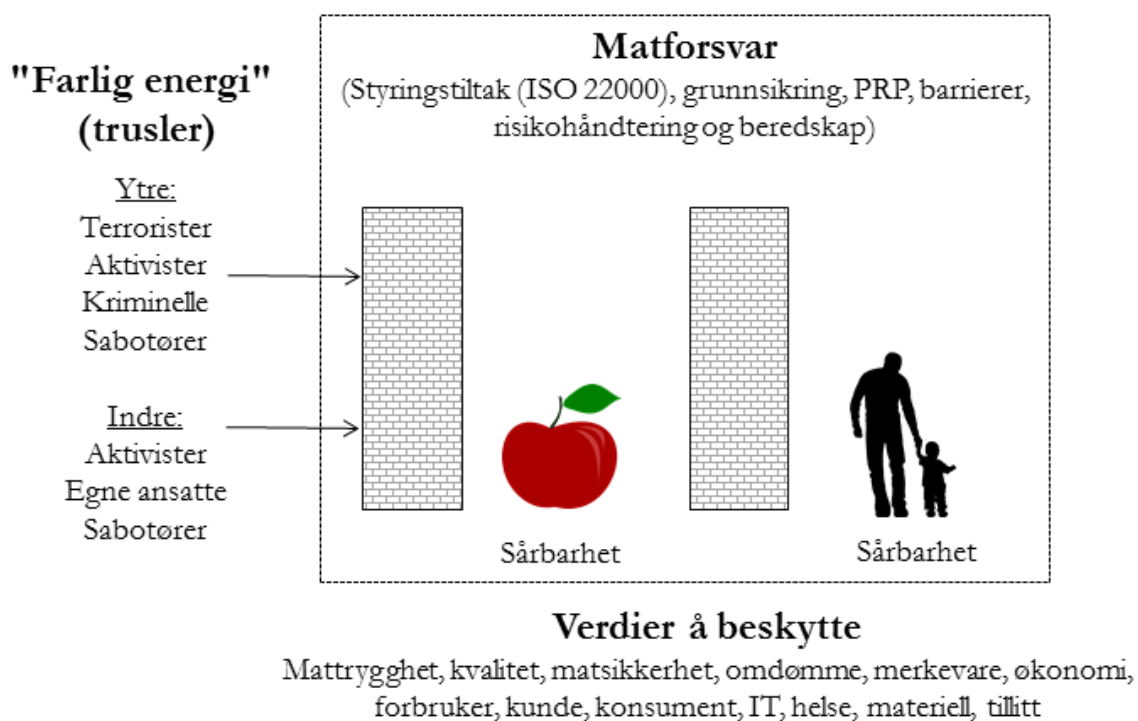 "Farlig energi"
(trusler)
Ytre:
Terrorister
Aktivister
Kriminelle
Sabotører
Indre:
Aktivister
Egne ansatte
Sabotører
Matforsvar
(Styringstiltak (ISO 22000), grunnsikring, PRP, barrierer,
risikohåndtering og beredskap)
Sårbarhet
Sårbarhet
Verdier å beskytte
Mattrygghet, kvalitet, matsikkerhet, omdømme, merkevare, økonomi,
forbruker, kunde, konsument, IT, helse, materiell, tillitt